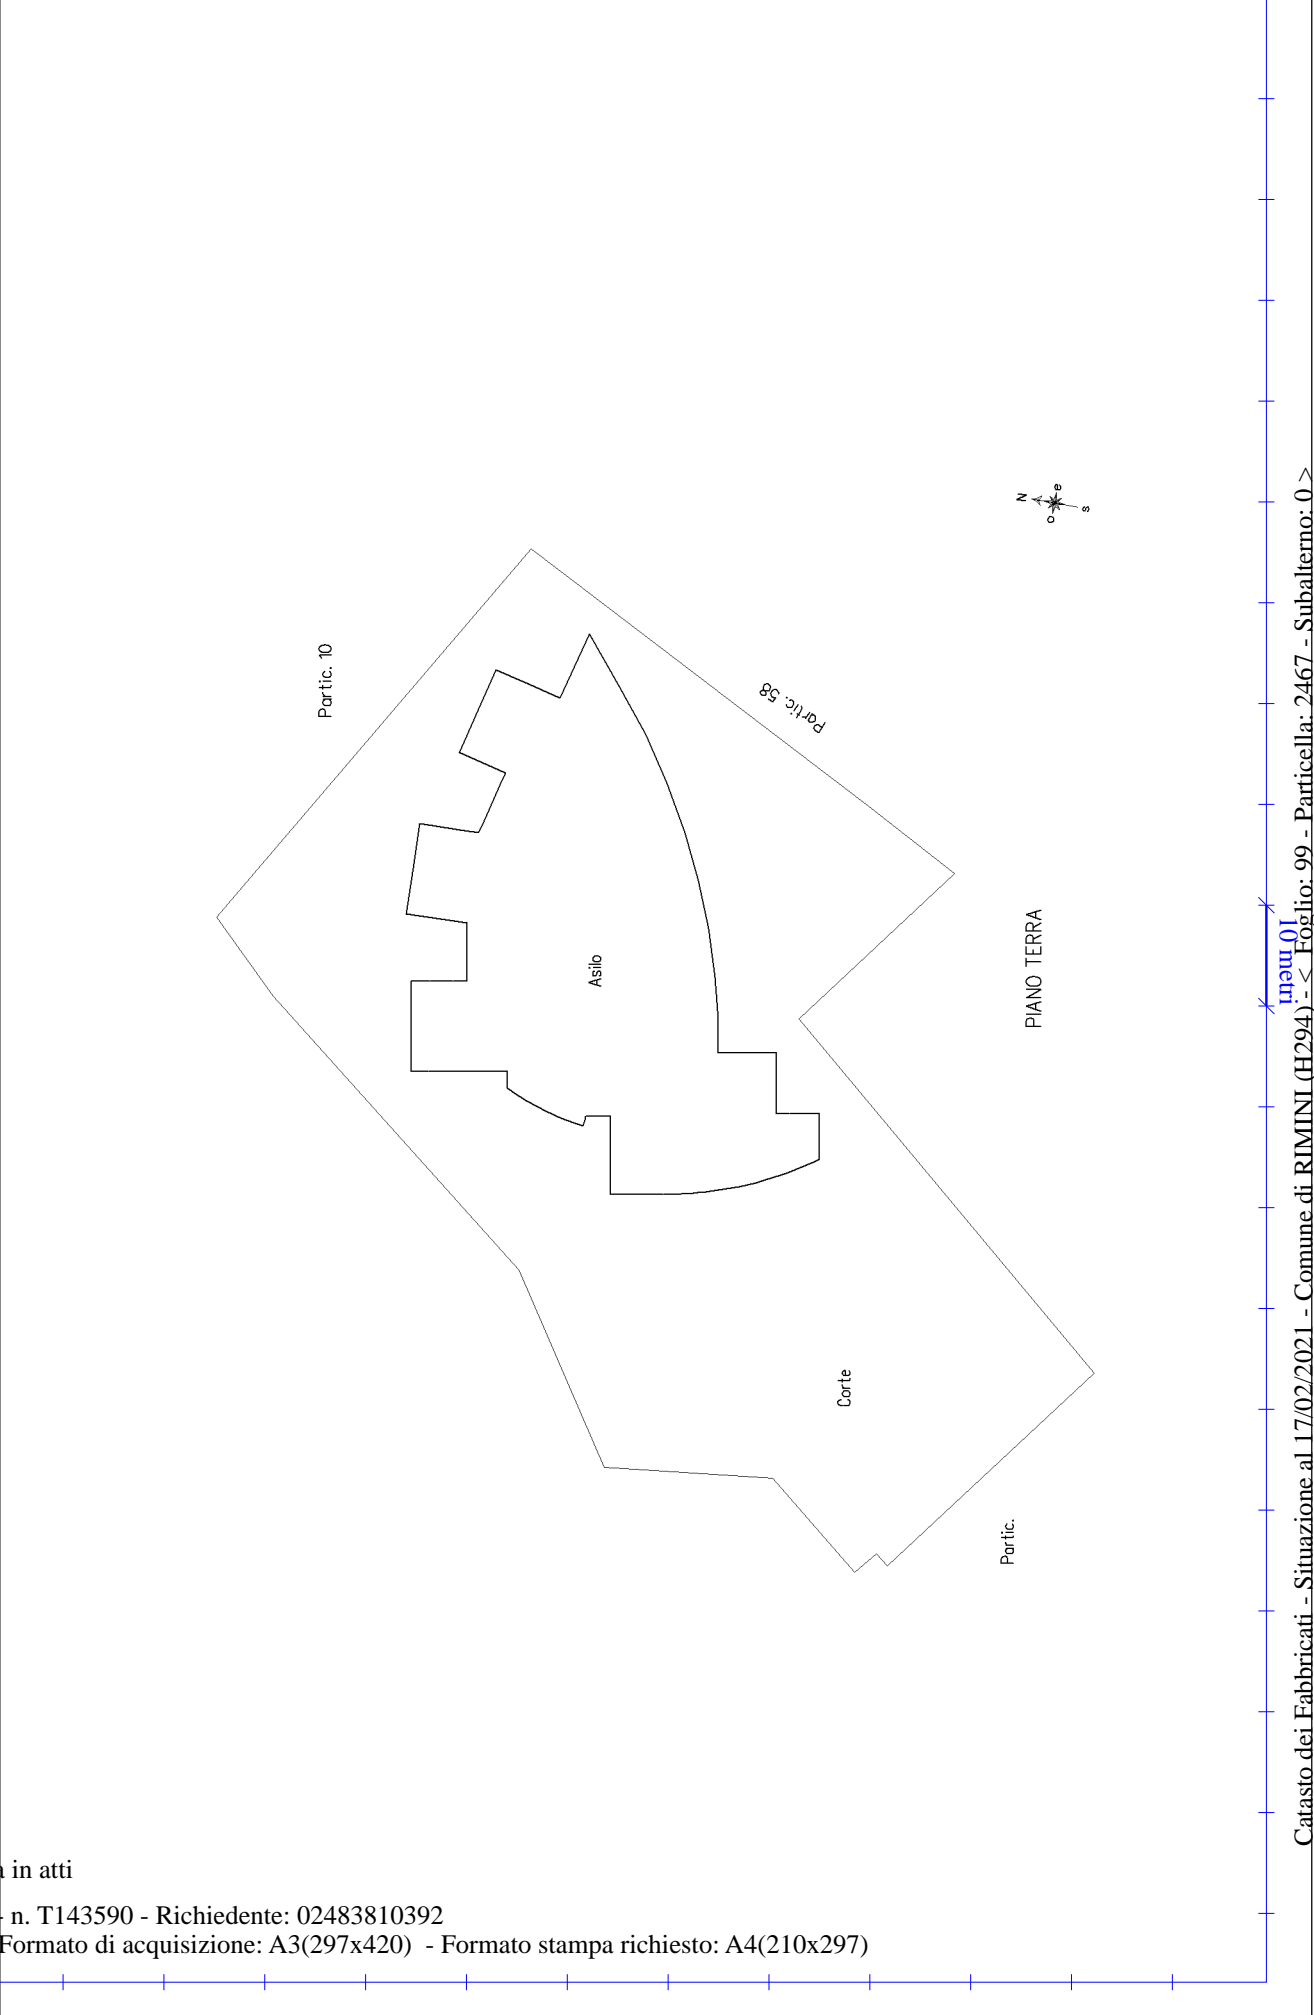 Partic. 10
Partic. 58
N
e
o
s
Asilo
PIANO TERRA
Corte
Partic.
10 metri
Catasto dei Fabbricati - Situazione al 17/02/2021 - Comune di RIMINI (H294) - < Foglio: 99 - Particella: 2467 - Subalterno: 0 >
in atti
- n. T143590 - Richiedente: 02483810392
Formato di acquisizione: A3(297x420) - Formato stampa richiesto: A4(210x297)